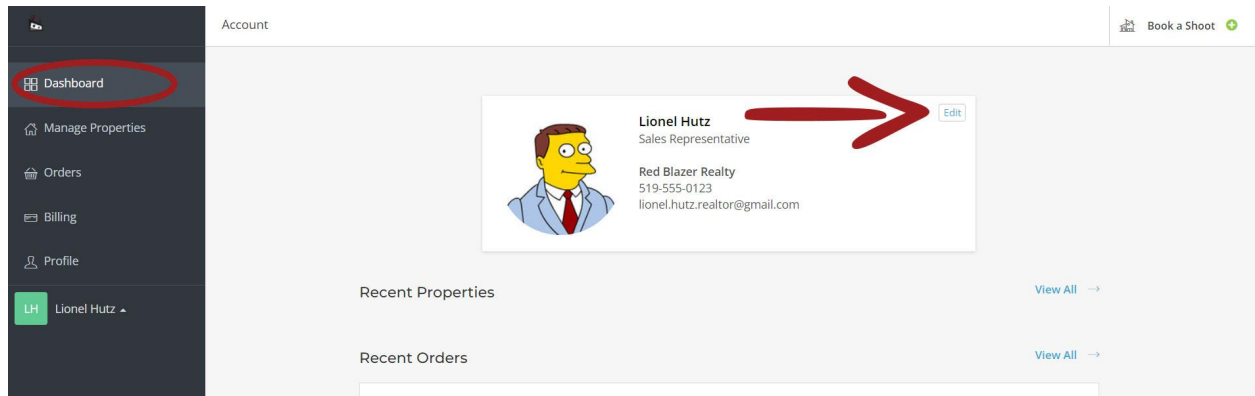 Account
Book a Shoot
Dashboard
Manage Properties
Orders
Billing
Profile
LH Lionel Hutz
Lionel Hutz
Edit
Sales Representative
Red Blazer Realty
519-555-0123
lionel.hutz.realtor@gmail.com
Recent Properties
View All
Recent Orders
View All